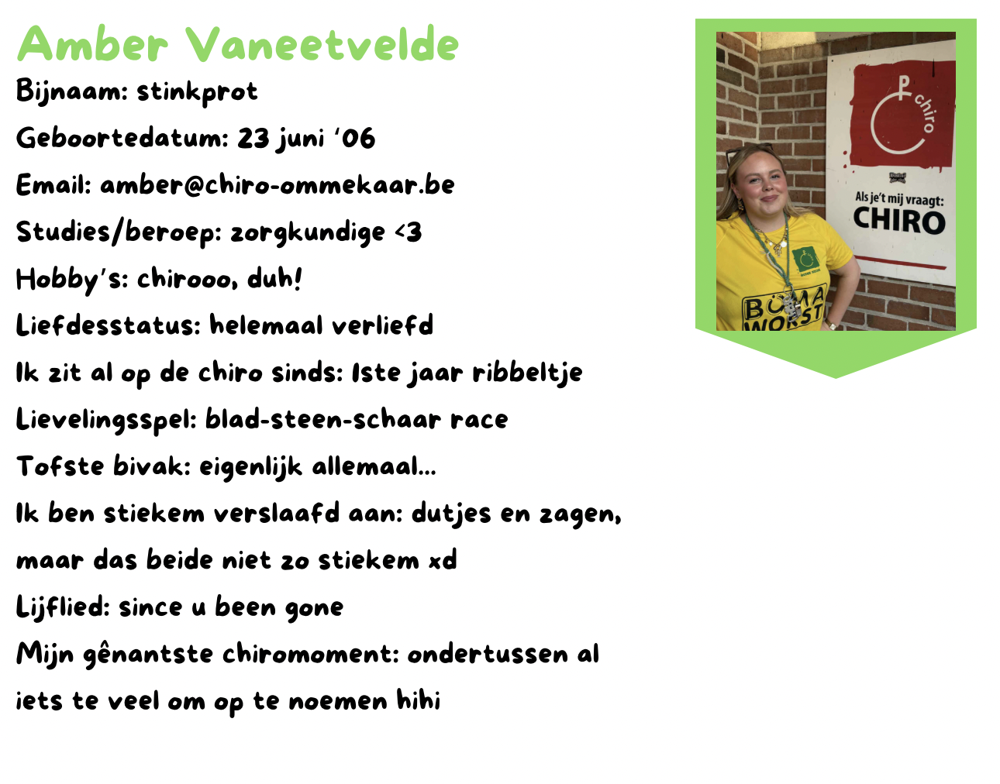 Amber Vaneetvelde
Bijnaam: stinkprot
Geboortedatum: 23 juni ‘06
Email: amber@chiro-ommekaar.be
Studies/beroep: zorgkundige <3
Hobby’s: chirooo, duh!
Liefdesstatus: helemaal verliefd
Ik zit al op de chiro sinds: 1ste jaar ribbeltje
Lievelingsspel: blad-steen-schaar race
Tofste bivak: eigenlijk allemaal...
Ik ben stiekem verslaafd aan: dutjes en zagen,
maar das beide niet zo stiekem xd
Lijflied: since u been gone
Mijn gênantste chiromoment: ondertussen al
iets te veel om op te noemen hihi
chiro
Als je't mij vraagt:
CHIRO
BOMA
WORST